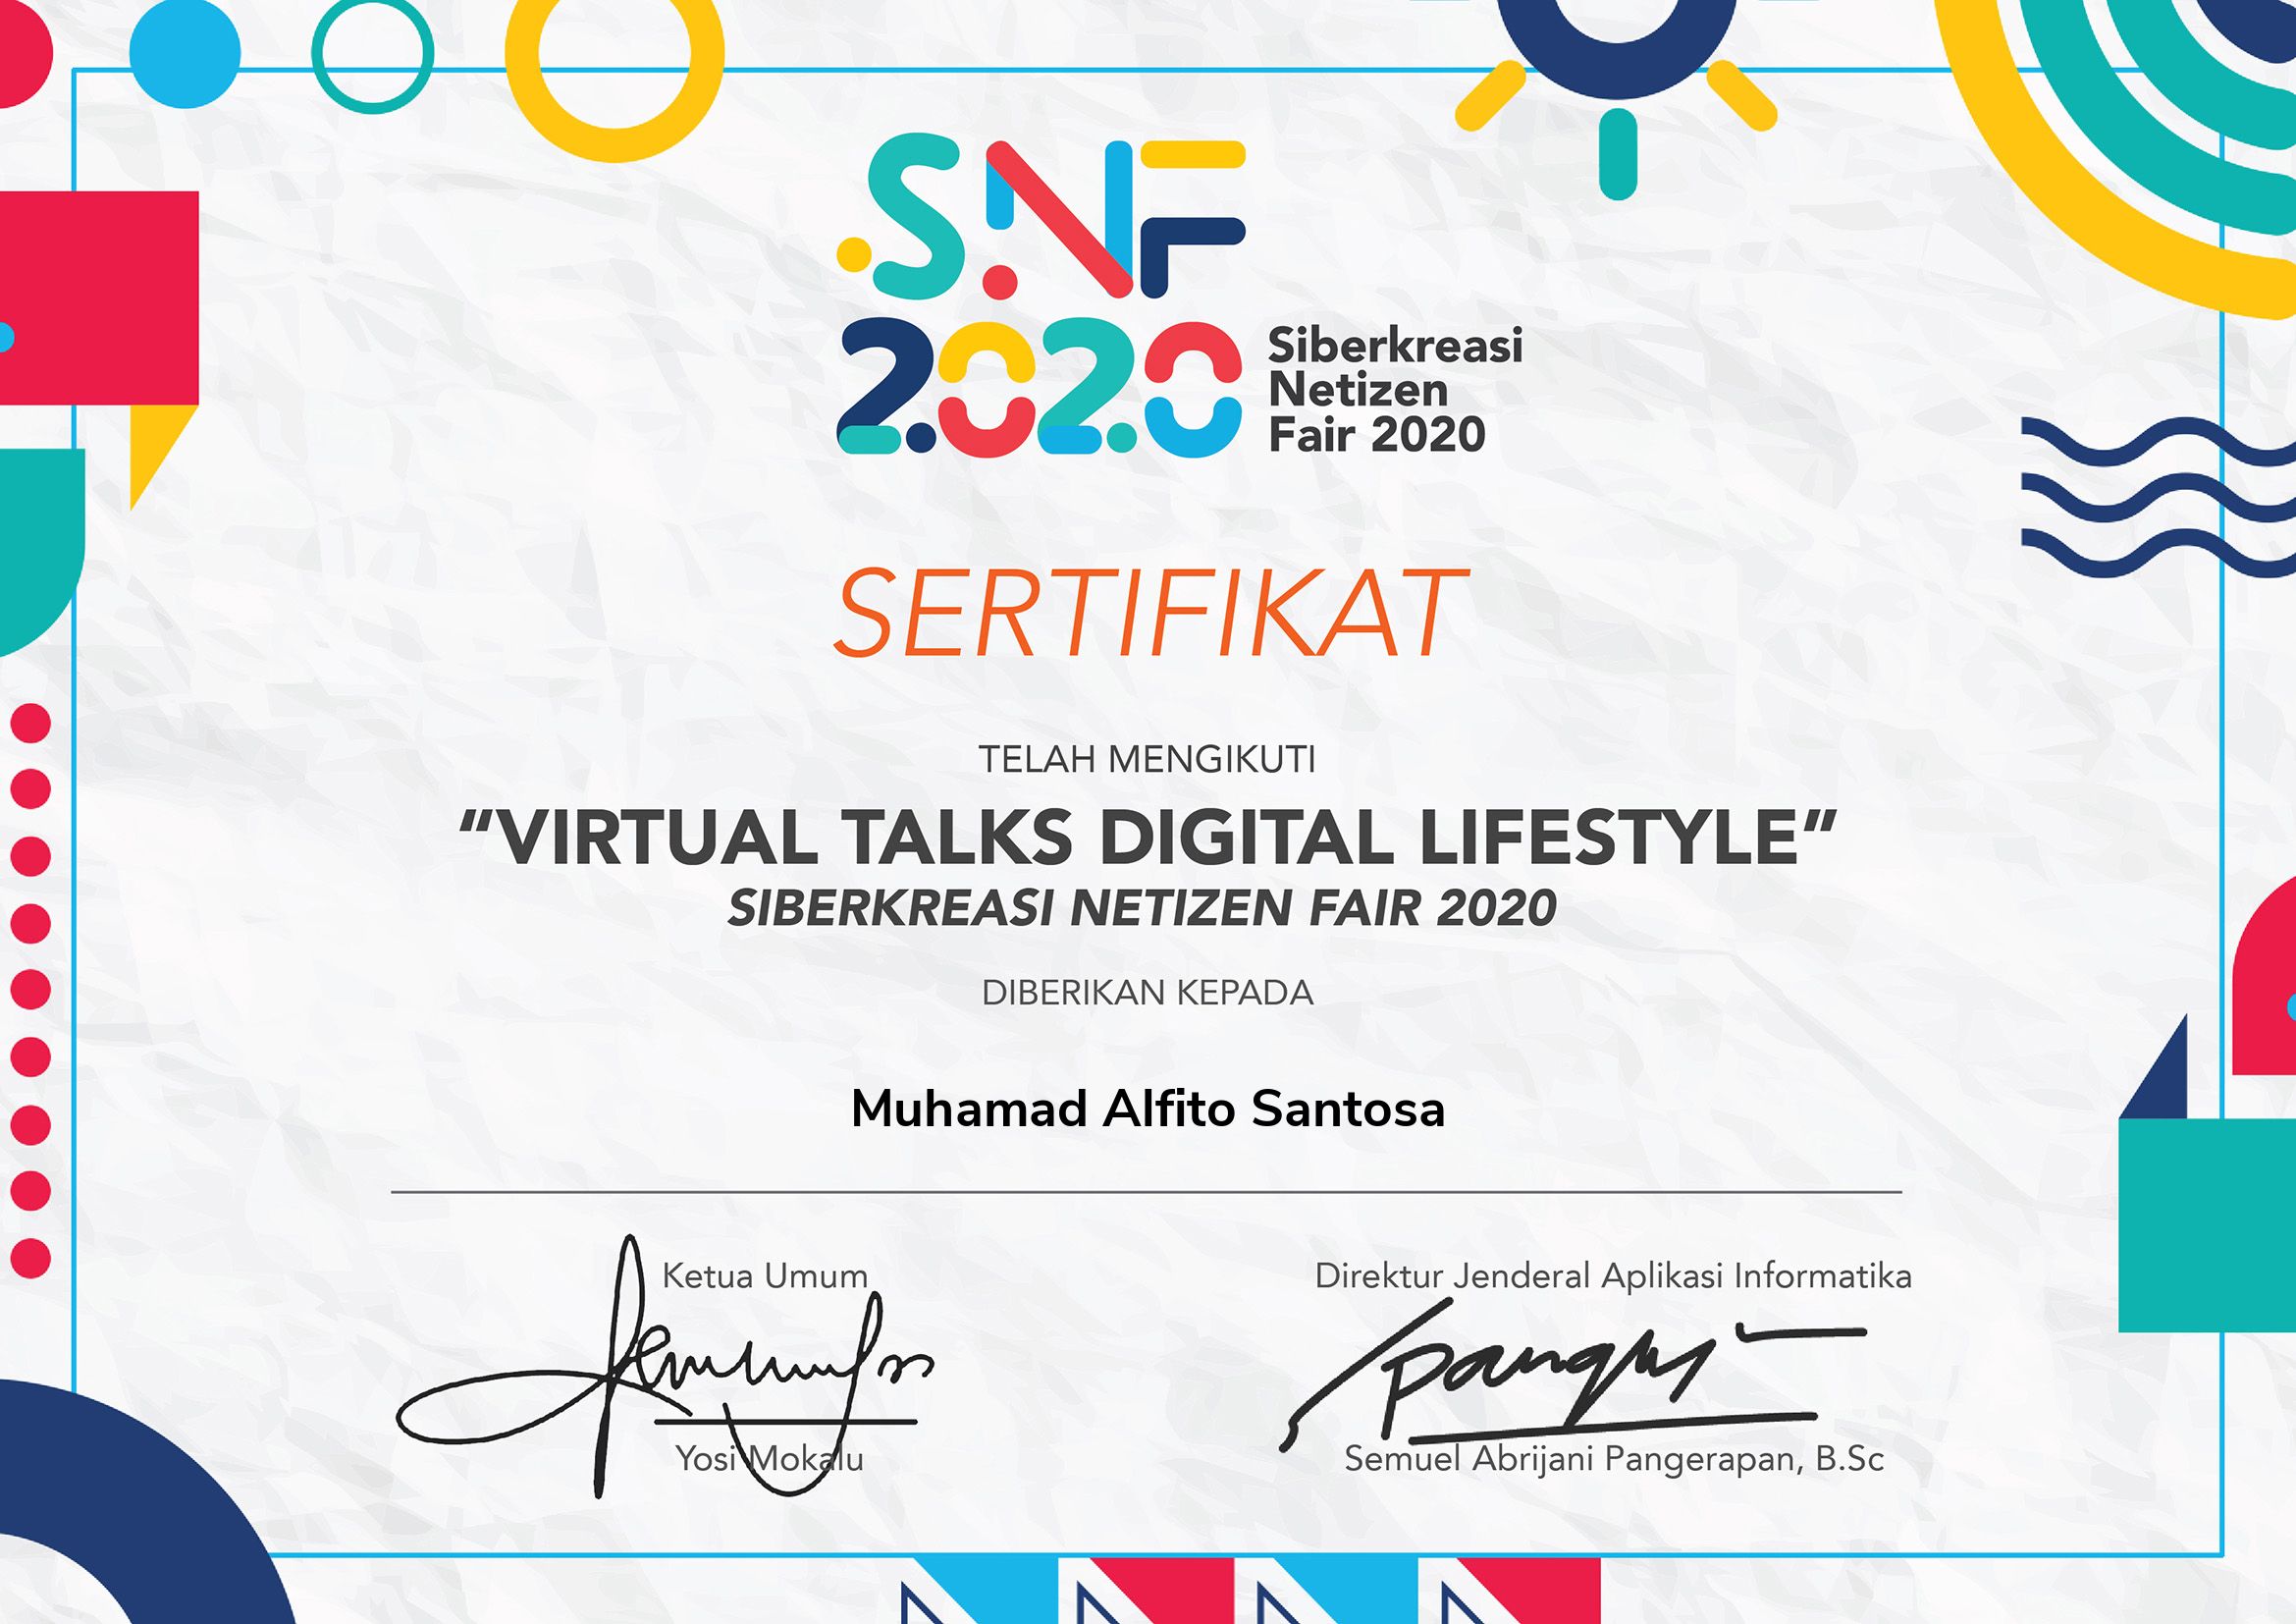 SNF
2020
Siberkreasi
Netizen
Fair 2020
SERTIFIKAT
TELAH MENGIKUTI
“VIRTUAL TALKS DIGITAL LIFESTYLE”
SIBERKREASI NETIZEN FAIR 2020
DIBERIKAN KEPADA
Muhamad Alfito Santosa
Ketua Umum
Yosi Mokalu
Direktur Jenderal Aplikasi Informatika
Semuel Abrijani Pangerapan, B.Sc